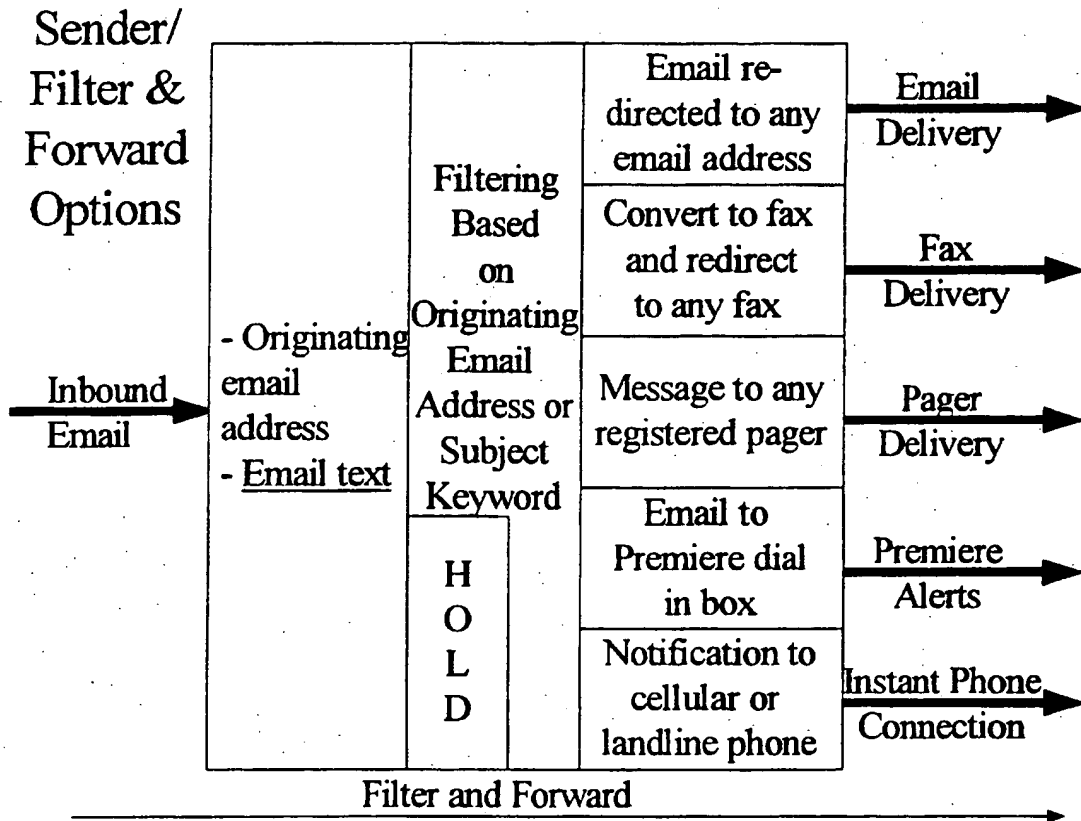 Sender/
Filter &
Forward
Options
Inbound
Email
- Originating
email
address
- Email text
Filtering
Based
on
Originating
Email
Address or
Subject
Keyword
H
O
L
D
Email re-
directed to any
email address
Convert to fax
and redirect
to any fax
Message to any
registered pager
Email to
Premiere dial
in box
Notification to
cellular or
landline phone
Email
Delivery
Fax
Delivery
Pager
Delivery
Premiere
Alerts
Instant Phone
Connection
Filter and Forward